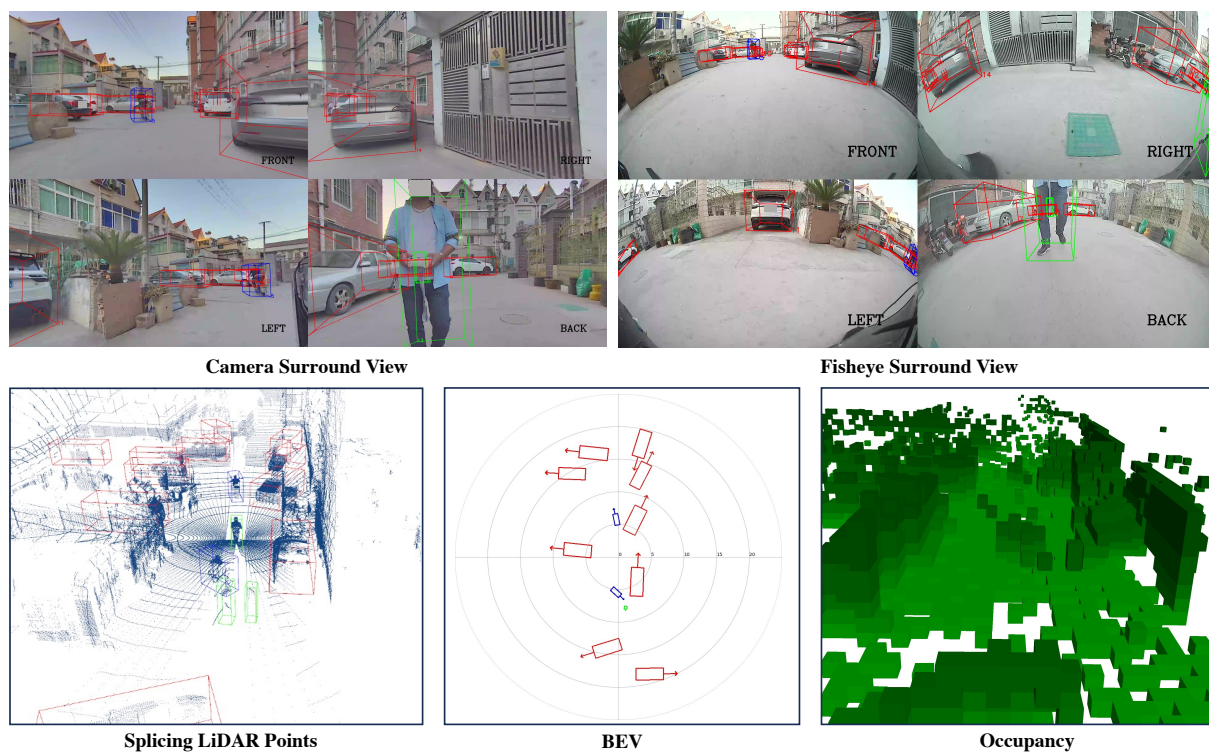 FRONT
RIGHT
FRONT
RIGHT
14
LEFT
BACK
LEFT
BACK
Camera Surround View
Fisheye Surround View
0 5 10 15 20
Splicing LiDAR Points
BEV
Occupancy